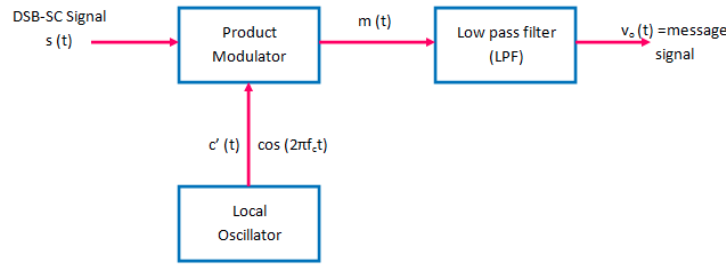 DSB-SC Signal
s (t)
Product
Modulator
m (t)
Low pass filter
(LPF)
vₒ (t) =message
signal
c' (t)
cos (2πf꜀t)
Local
Oscillator